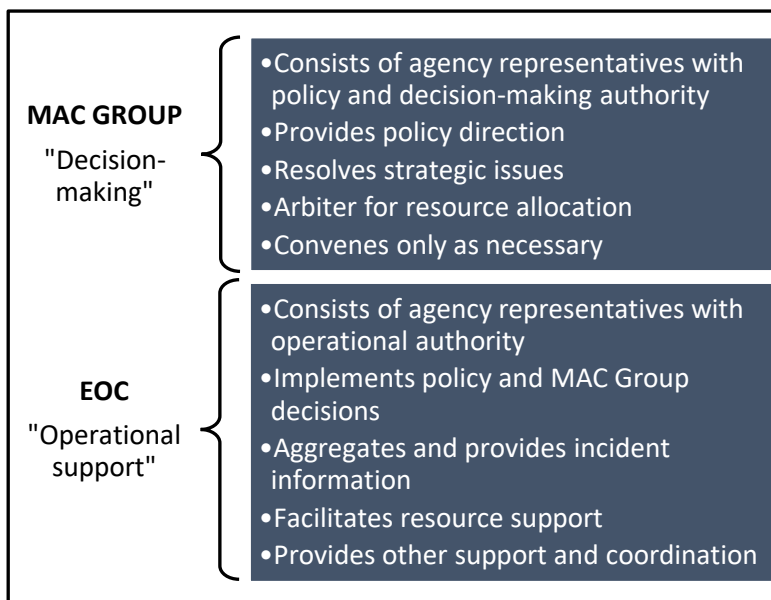 MAC GROUP
"Decision-
making"
•Consists of agency representatives with
policy and decision-making authority
•Provides policy direction
•Resolves strategic issues
•Arbiter for resource allocation
•Convenes only as necessary
EOC
"Operational
support"
•Consists of agency representatives with
operational authority
•Implements policy and MAC Group
decisions
•Aggregates and provides incident
information
•Facilitates resource support
•Provides other support and coordination